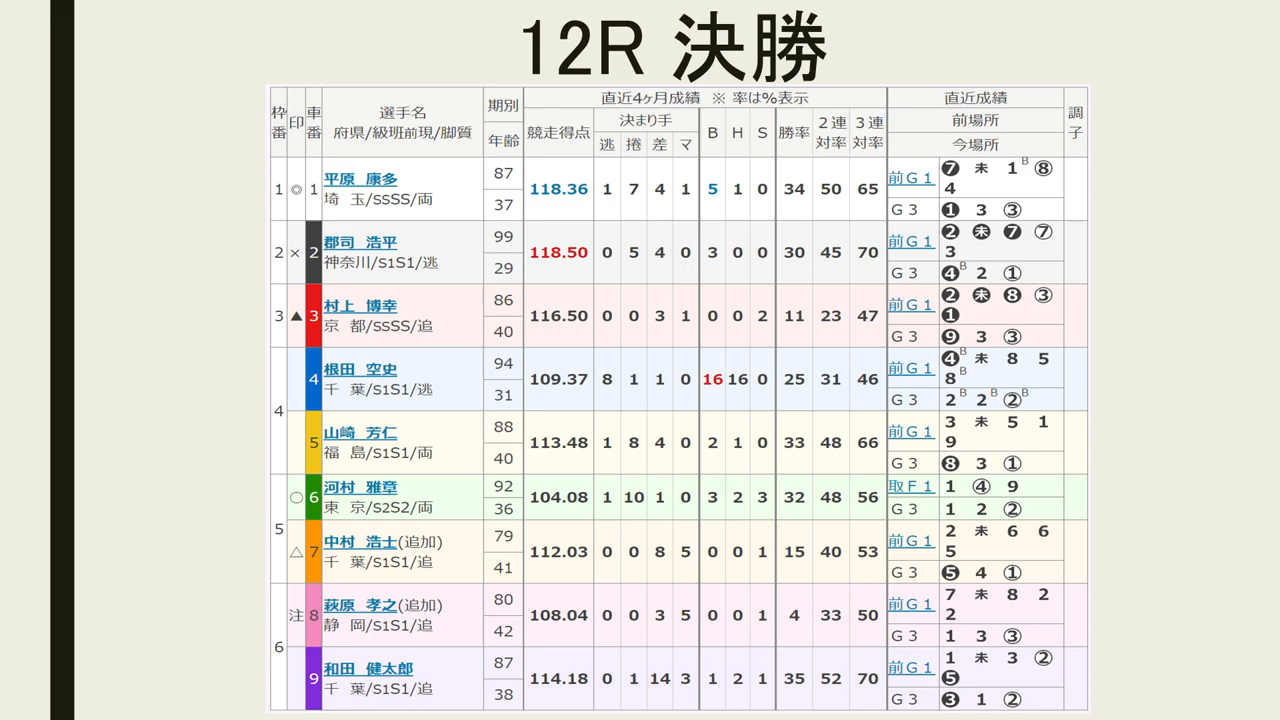 12R 決勝
枠番 印 車番 選手名 府県/級班前現/脚質 期別 年齢 直近4ヶ月成績 ※ 率は%表示 直近成績 調子
競走得点 決まり手 B H S 勝率 2連対率 3連対率 前場所
逃 捲 差 マ 今場所
1 ◎ 1 平原 康多 87 118.36 1 7 4 1 5 1 0 34 50 65 前G1 ❼ 未 1B ⑧
埼 玉/SSSS/両 37 4
G3 ❶ 3 ③
2 × 2 郡司 浩平 99 118.50 0 5 4 0 3 0 0 30 45 70 前G1 ❷ 未 ❼ ⑦
神奈川/S1S1/逃 29 3
G3 ❹B 2 ①
3 ▲ 3 村上 博幸 86 116.50 0 0 3 1 0 0 2 11 23 47 前G1 ❷ 未 ❽ ③
京 都/SSSS/追 40 ❶
G3 ❾ 3 ③
4 4 根田 空史 94 109.37 8 1 1 0 16 16 0 25 31 46 前G1 ❹B 未 8 5
千 葉/S1S1/逃 31 8B
G3 2B 2B ②B
5 山崎 芳仁 88 113.48 1 8 4 0 2 1 0 33 48 66 前G1 3 未 5 1
福 島/S1S1/両 40 9
G3 ❽ 3 ①
5 ○ 6 河村 雅章 92 104.08 1 10 1 0 3 2 3 32 48 56 取F1 1 ④ 9
東 京/S2S2/両 36 G3 1 2 ②
△ 7 中村 浩士(追加) 79 112.03 0 0 8 5 0 0 1 15 40 53 前G1 2 未 6 6
千 葉/S1S1/追 41 5
G3 ❺ 4 ①
6 注 8 萩原 孝之(追加) 80 108.04 0 0 3 5 0 0 1 4 33 50 前G1 7 未 8 2
静 岡/S1S1/追 42 2
G3 1 3 ③
9 和田 健太郎 87 114.18 0 1 14 3 1 2 1 35 52 70 前G1 1 未 3 ②
千 葉/S1S1/追 38 ❺
G3 ❸ 1 ②